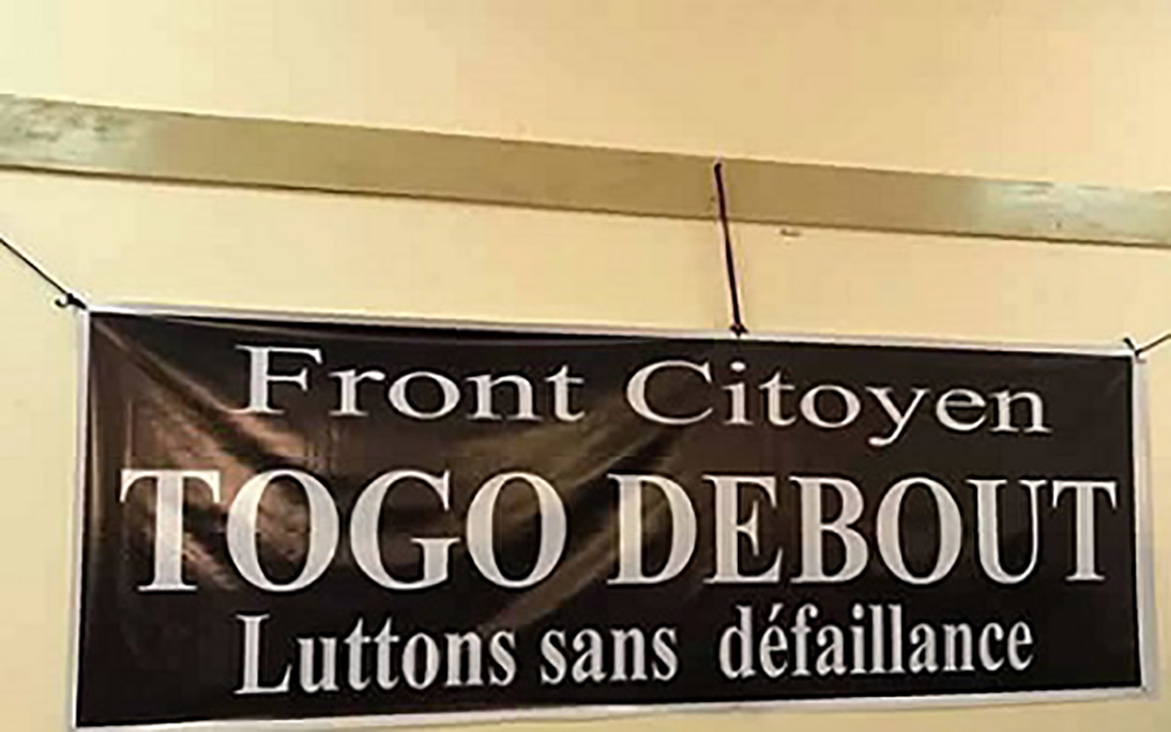 Front Citoyen
TOGO DEBOUT
Luttons sans défaillance